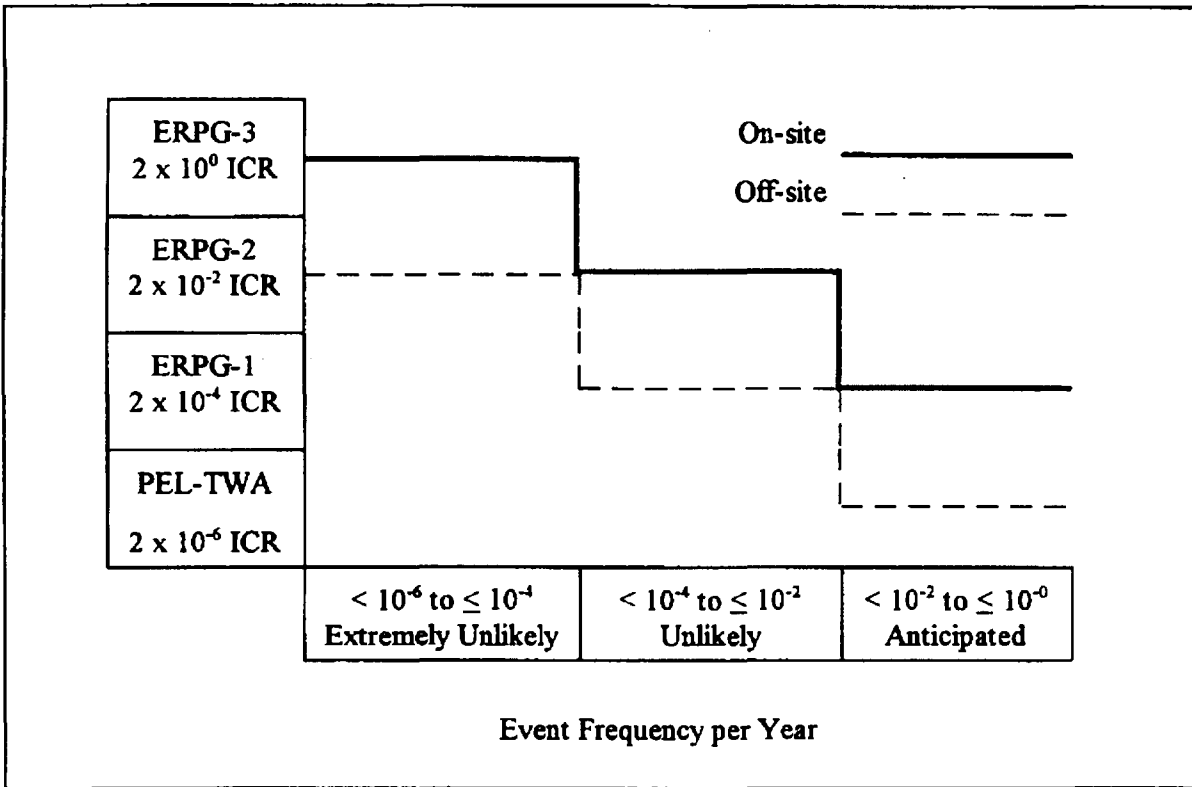 ERPG-3
2 x 10⁰ ICR
ERPG-2
2 x 10⁻² ICR
ERPG-1
2 x 10⁻⁴ ICR
PEL-TWA
2 x 10⁻⁶ ICR
On-site
Off-site
< 10⁻⁶ to ≤ 10⁻⁴
Extremely Unlikely
< 10⁻⁴ to ≤ 10⁻²
Unlikely
< 10⁻² to ≤ 10⁻⁰
Anticipated
Event Frequency per Year